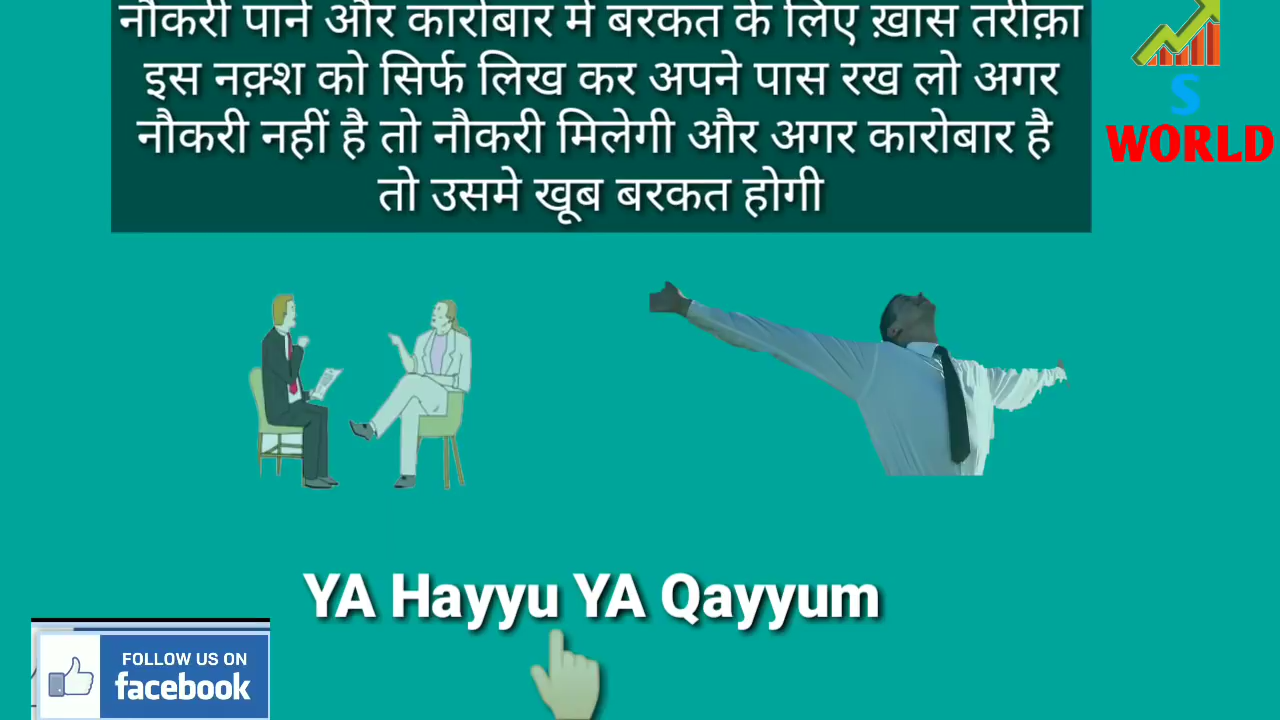 नौकरी पाने और कारोबार मे बरकत के लिए ख़ास तरीक़ा
इस नक़्श को सिर्फ लिख कर अपने पास रख लो अगर
नौकरी नहीं है तो नौकरी मिलेगी और अगर कारोबार है
तो उसमे खूब बरकत होगी
S
WORLD
YA Hayyu YA Qayyum
FOLLOW US ON
facebook